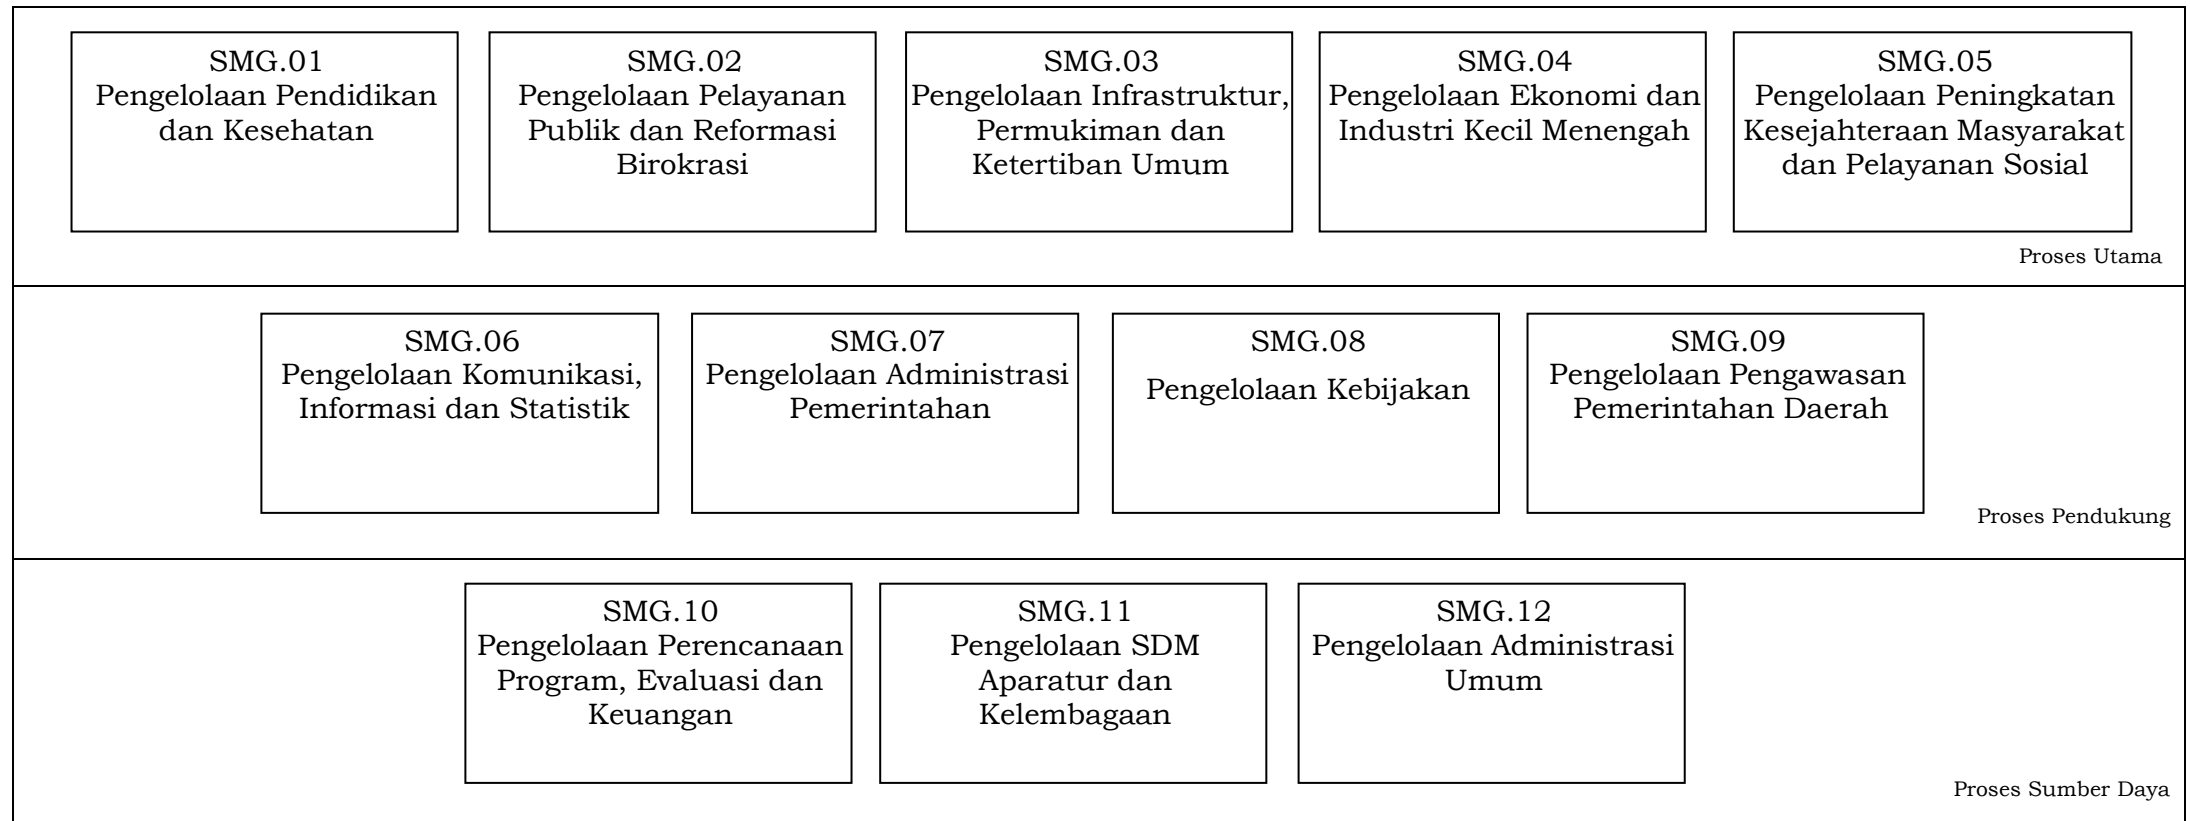 SMG.01
Pengelolaan Pendidikan
dan Kesehatan
SMG.02
Pengelolaan Pelayanan
Publik dan Reformasi
Birokrasi
SMG.03
Pengelolaan Infrastruktur,
Permukiman dan
Ketertiban Umum
SMG.04
Pengelolaan Ekonomi dan
Industri Kecil Menengah
SMG.05
Pengelolaan Peningkatan
Kesejahteraan Masyarakat
dan Pelayanan Sosial
Proses Utama
SMG.06
Pengelolaan Komunikasi,
Informasi dan Statistik
SMG.07
Pengelolaan Administrasi
Pemerintahan
SMG.08
Pengelolaan Kebijakan
SMG.09
Pengelolaan Pengawasan
Pemerintahan Daerah
Proses Pendukung
SMG.10
Pengelolaan Perencanaan
Program, Evaluasi dan
Keuangan
SMG.11
Pengelolaan SDM
Aparatur dan
Kelembagaan
SMG.12
Pengelolaan Administrasi
Umum
Proses Sumber Daya